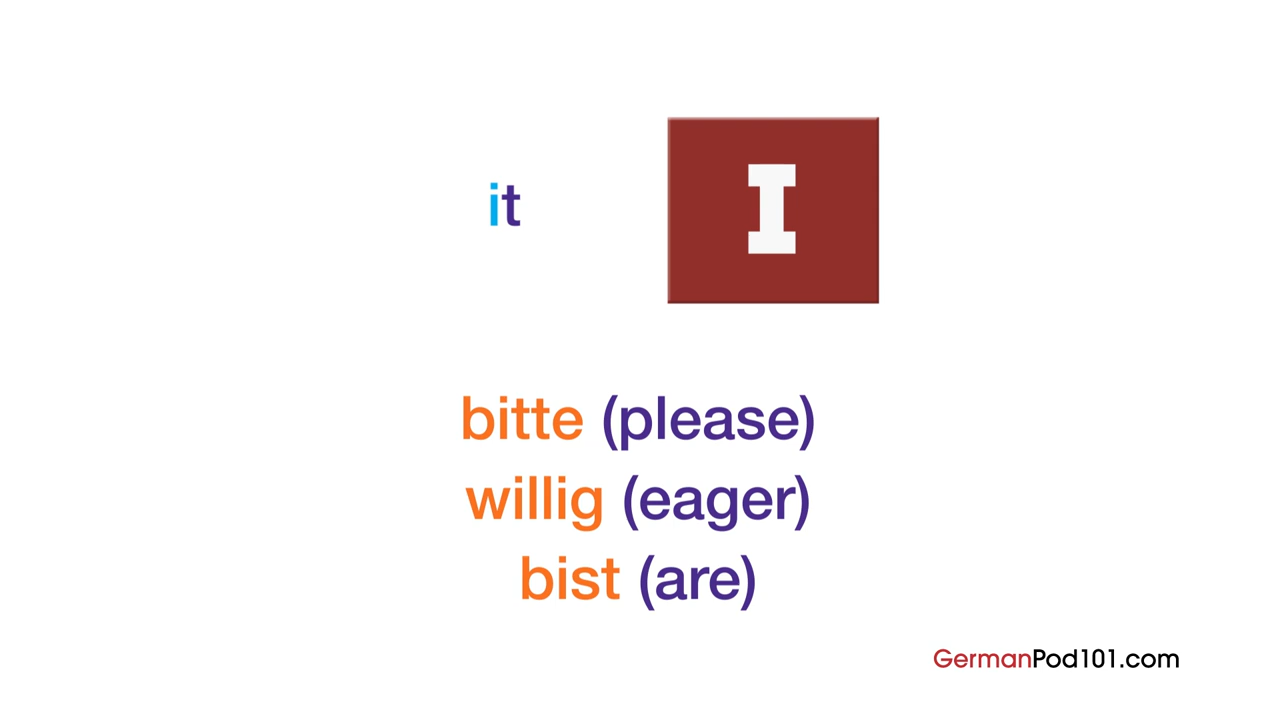 it
I
bitte (please)
willig (eager)
bist (are)
GermanPod101.com